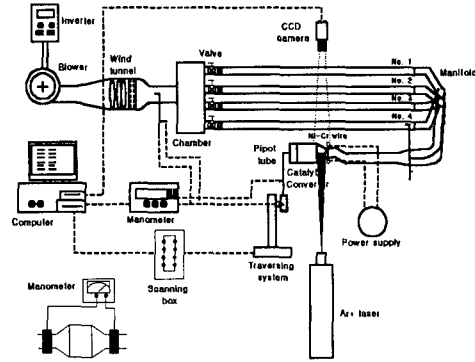 Inverter
Blower
Wind
tunnel
Valve
Chamber
CCD
camera
No. 1
No. 2
No. 3
No. 4
Manifold
Ni-Cr wire
Pipot
tube
Catalytic
Converter
Computer
Manometer
Power supply
Traversing
system
Scanning
box
Manometer
Ar+ laser